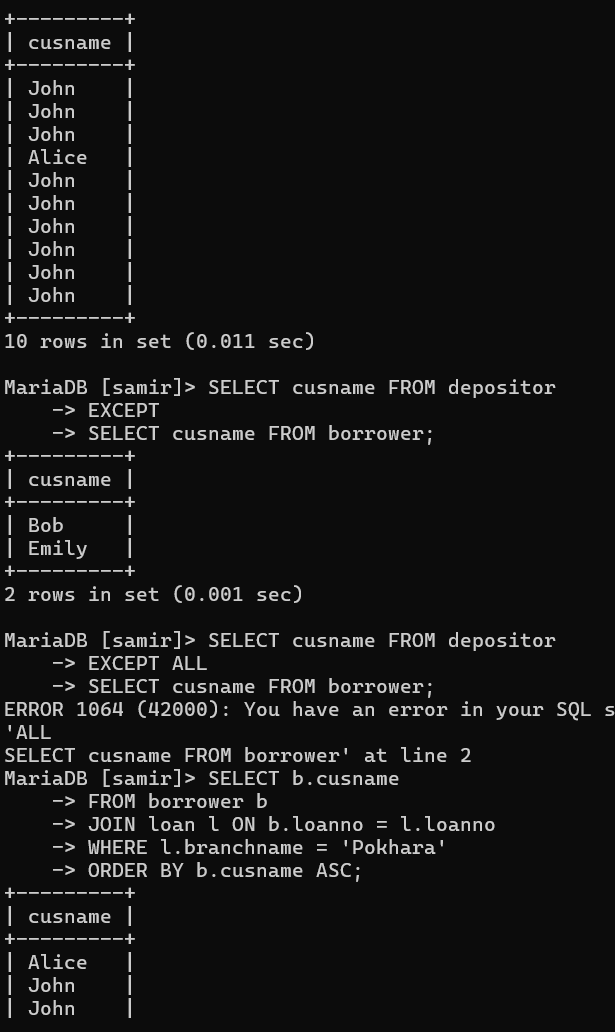 +---------+
| cusname |
+---------+
| John    |
| John    |
| John    |
| Alice   |
| John    |
| John    |
| John    |
| John    |
| John    |
| John    |
+---------+
10 rows in set (0.011 sec)

MariaDB [samir]> SELECT cusname FROM depositor
    -> EXCEPT
    -> SELECT cusname FROM borrower;
+---------+
| cusname |
+---------+
| Bob     |
| Emily   |
+---------+
2 rows in set (0.001 sec)

MariaDB [samir]> SELECT cusname FROM depositor
    -> EXCEPT ALL
    -> SELECT cusname FROM borrower;
ERROR 1064 (42000): You have an error in your SQL s
'ALL
SELECT cusname FROM borrower' at line 2
MariaDB [samir]> SELECT b.cusname
    -> FROM borrower b
    -> JOIN loan l ON b.loanno = l.loanno
    -> WHERE l.branchname = 'Pokhara'
    -> ORDER BY b.cusname ASC;
+---------+
| cusname |
+---------+
| Alice   |
| John    |
| John    |